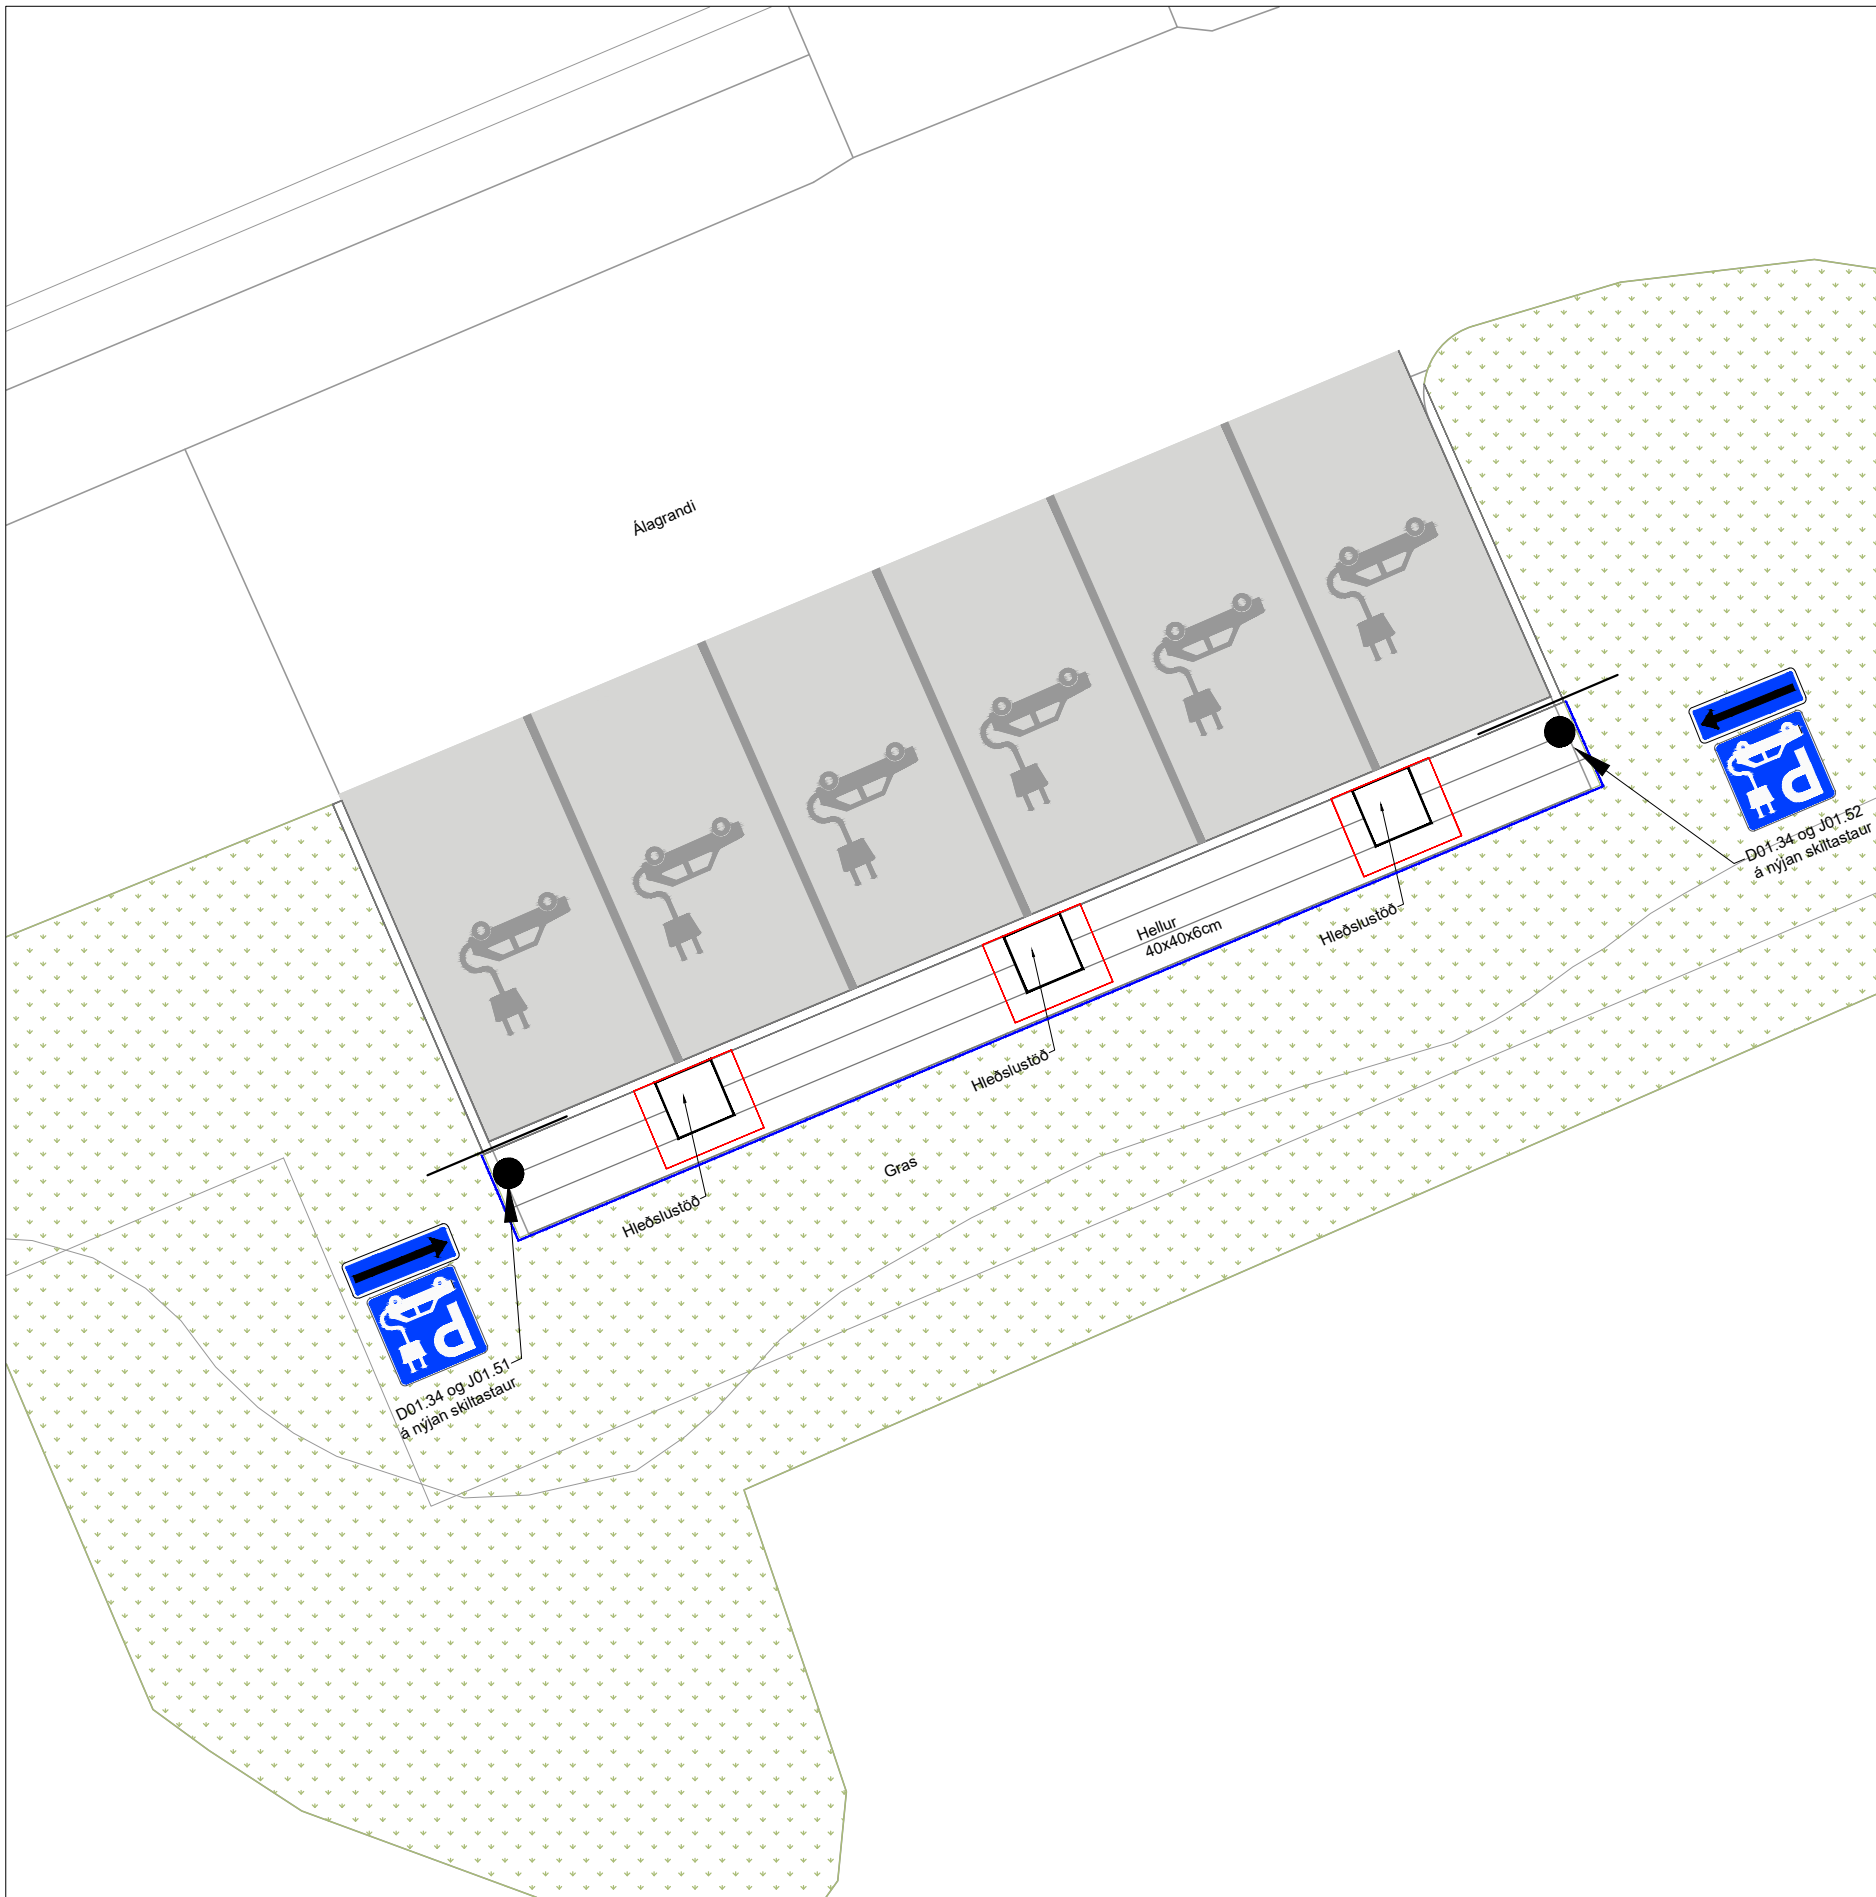 Álagrandi
D01.34 og J01.52
á nýjan skiltastaur
Hellur
40x40x6cm
Hleðslustöð
Hleðslustöð
Gras
Hleðslustöð
D01.34 og J01.51
á nýjan skiltastaur
P
P